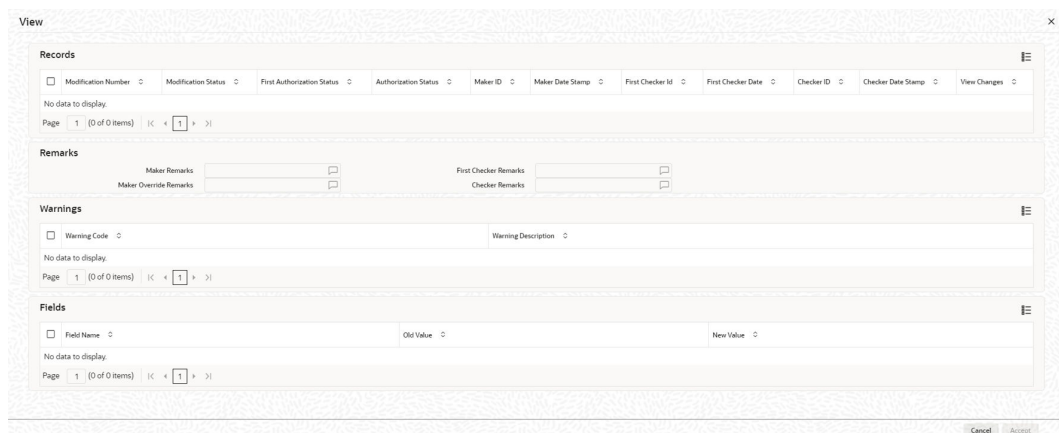 View
Records
Modification Number Modification Status First Authorization Status Authorization Status Maker ID Maker Date Stamp First Checker Id First Checker Date Checker ID Checker Date Stamp View Changes
No data to display.
Page 1 (0 of 0 items) 1
Remarks
Maker Remarks First Checker Remarks
Maker Override Remarks Checker Remarks
Warnings
Warning Code Warning Description
No data to display.
Page 1 (0 of 0 items) 1
Fields
Field Name Old Value New Value
No data to display.
Page 1 (0 of 0 items) 1
Cancel Accept